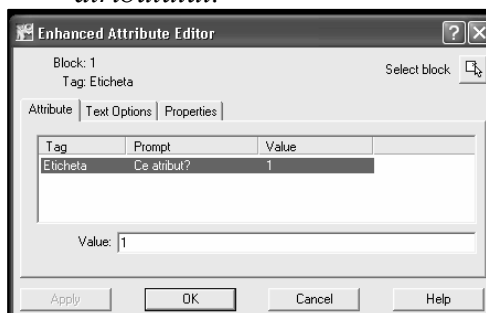 atributului.
Enhanced Attribute Editor
Block: 1
Tag: Eticheta
Select block
Attribute Text Options Properties
Tag Prompt Value
Eticheta Ce atribut? 1
Value: 1
Apply OK Cancel Help